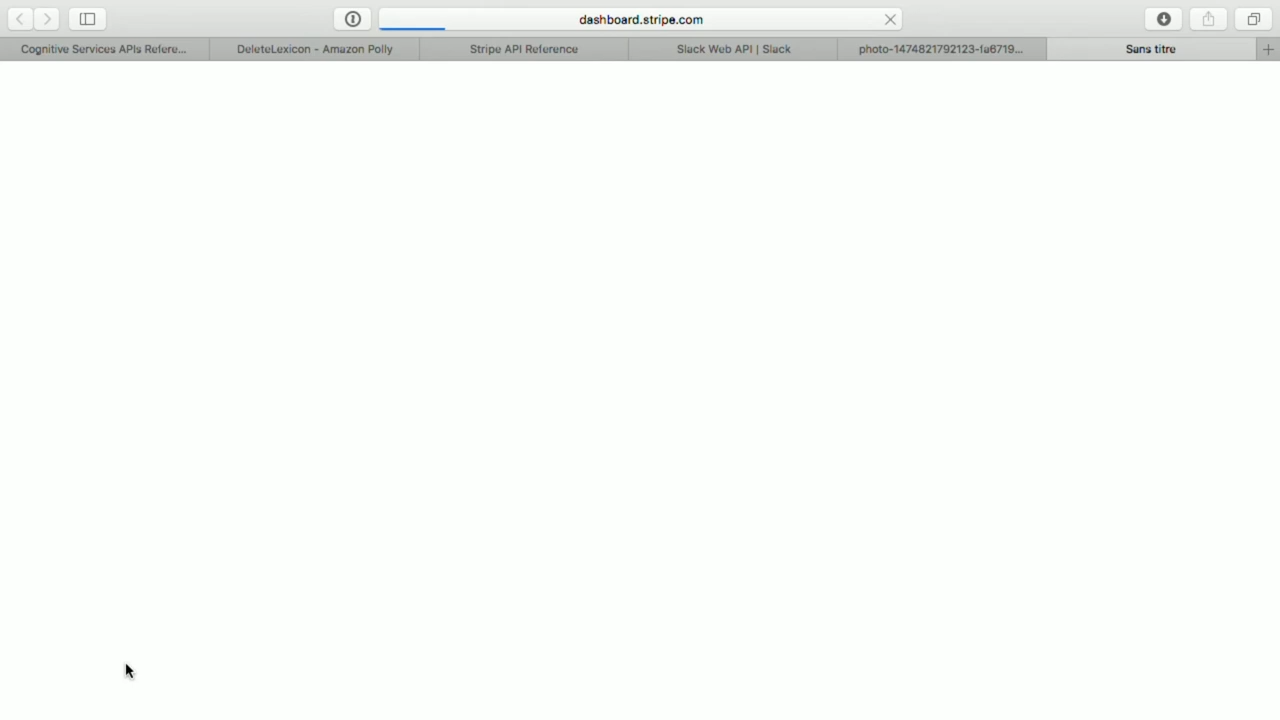 dashboard.stripe.com
Cognitive Services APIs Refere...
DeleteLexicon - Amazon Polly
Stripe API Reference
Slack Web API | Slack
photo-1474821792123-fa6719...
Sans titre